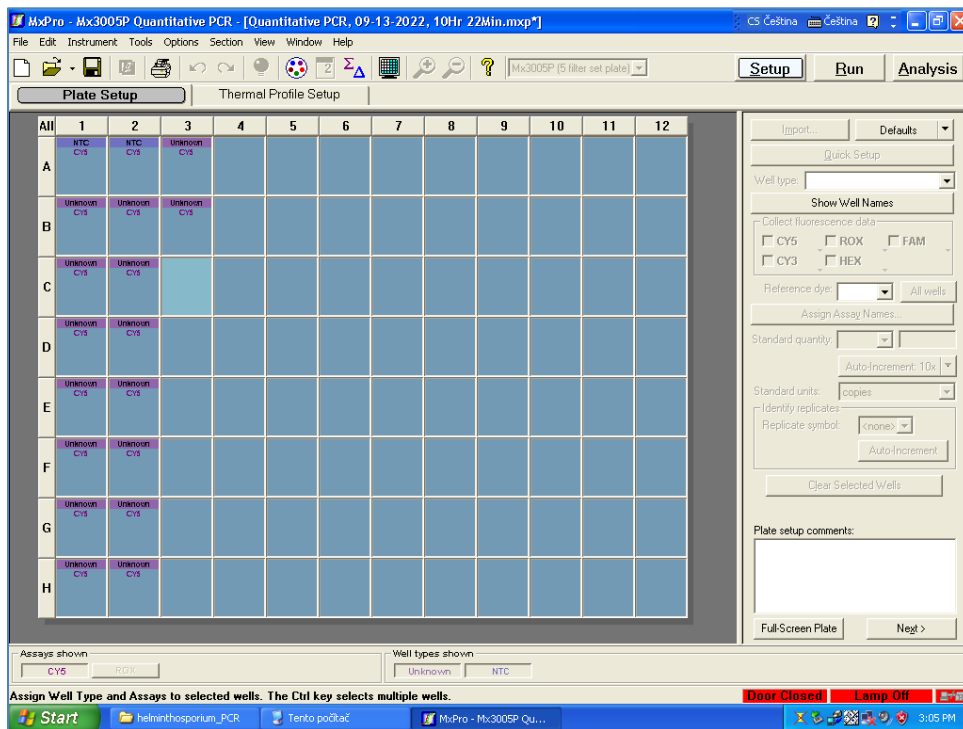 MxPro - Mx3005P Quantitative PCR - [Quantitative PCR, 09-13-2022, 10Hr 22Min.mxp*]
CS Čeština Čeština
File Edit Instrument Tools Options Section View Window Help
Mx3005P (5 filter set plate)
Setup Run Analysis
Plate Setup Thermal Profile Setup
All 1 2 3 4 5 6 7 8 9 10 11 12
A
NTC NTC Unknown
CY5 CY5 CY5
B
Unknown Unknown Unknown
CY5 CY5 CY5
C
Unknown Unknown
CY5 CY5
D
Unknown Unknown
CY5 CY5
E
Unknown Unknown
CY5 CY5
F
Unknown Unknown
CY5 CY5
G
Unknown Unknown
CY5 CY5
H
Unknown Unknown
CY5 CY5
Import... Defaults
Quick Setup
Well type:
Show Well Names
Collect fluorescence data
CY5 ROX FAM
CY3 HEX
Reference dye: All wells
Assign Assay Names...
Standard quantity:
Auto-Increment: 10x
Standard units: copies
Identify replicates
Replicate symbol: <none>
Auto-Increment
Clear Selected Wells
Plate setup comments:
Full-Screen Plate Next >
Assays shown
CY5 ROX
Well types shown
Unknown NTC
Assign Well Type and Assays to selected wells. The Ctrl key selects multiple wells.
Door Closed Lamp Off
Start helminthosporium_PCR Tento počítač MxPro - Mx3005P Qu... 3:05 PM